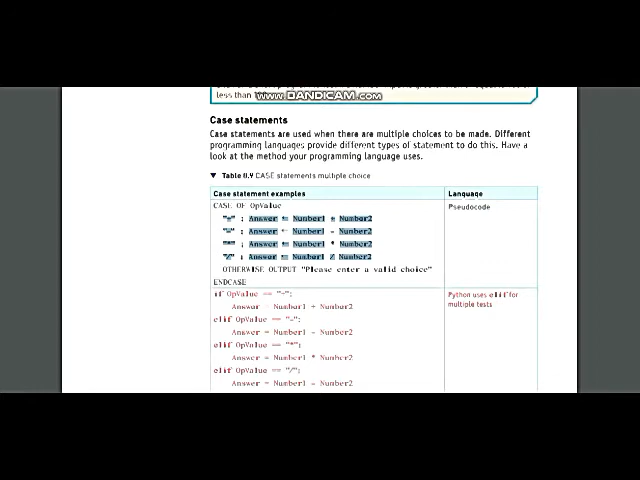 less than
WWW.BANDICAM.COM
Case statements
Case statements are used when there are multiple choices to be made. Different
programming languages provide different types of statement to do this. Have a
look at the method your programming language uses.
▼ Table 0.9 CASE statements multiple choice
Case statement examples Language
CASE OF OpValue Pseudocode
"+" : Answer ← Number1 + Number2
"-" : Answer ← Number1 - Number2
"*" : Answer ← Number1 * Number2
"/" : Answer ← Number1 / Number2
OTHERWISE OUTPUT "Please enter a valid choice"
ENDCASE
if OpValue == : Python uses elif for
Answer Number1 + Number2 multiple tests
elif OpValue == "-":
Answer = Number1 - Number2
elif OpValue == "*":
Answer = Number1 * Number2
elif OpValue == "/":
Answer = Number1 - Number2